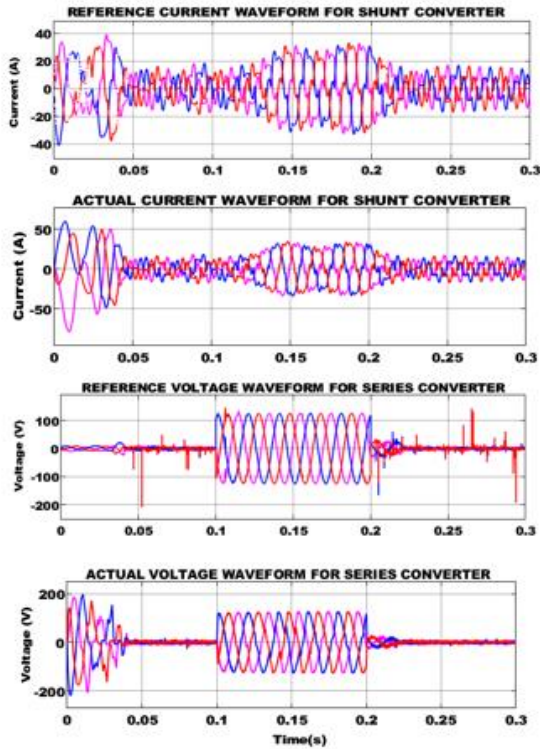 REFERENCE CURRENT WAVEFORM FOR SHUNT CONVERTER
Current (A)
40
20
0
-20
-40
0 0.05 0.1 0.15 0.2 0.25 0.3
ACTUAL CURRENT WAVEFORM FOR SHUNT CONVERTER
Current (A)
50
0
-50
0 0.05 0.1 0.15 0.2 0.25 0.3
REFERENCE VOLTAGE WAVEFORM FOR SERIES CONVERTER
Voltage (V)
100
0
-100
-200
0 0.05 0.1 0.15 0.2 0.25 0.3
ACTUAL VOLTAGE WAVEFORM FOR SERIES CONVERTER
Voltage (V)
200
0
-200
0 0.05 0.1 0.15 0.2 0.25 0.3
Time(s)